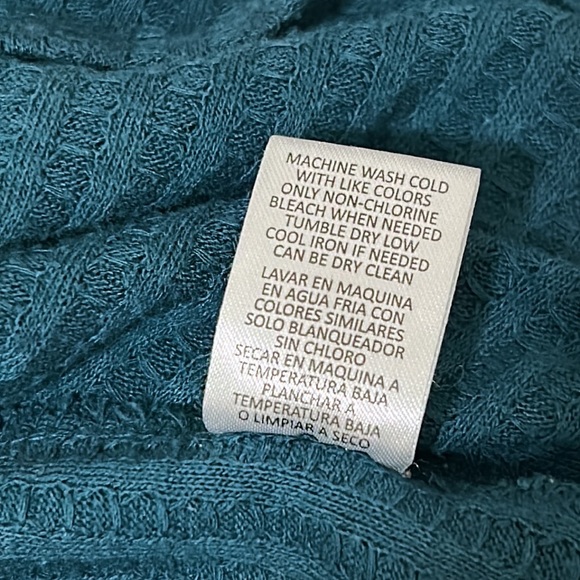 MACHINE WASH COLD
WITH LIKE COLORS
ONLY NON-CHLORINE
BLEACH WHEN NEEDED
TUMBLE DRY LOW
COOL IRON IF NEEDED
CAN BE DRY CLEAN
LAVAR EN MAQUINA
EN AGUA FRIA CON
COLORES SIMILARES
SOLO BLANQUEADOR
SIN CHLORO
SECAR EN MAQUINA A
TEMPERATURA BAJA
PLANCHAR A
TEMPERATURA BAJA
O LIMPIAR A SECO